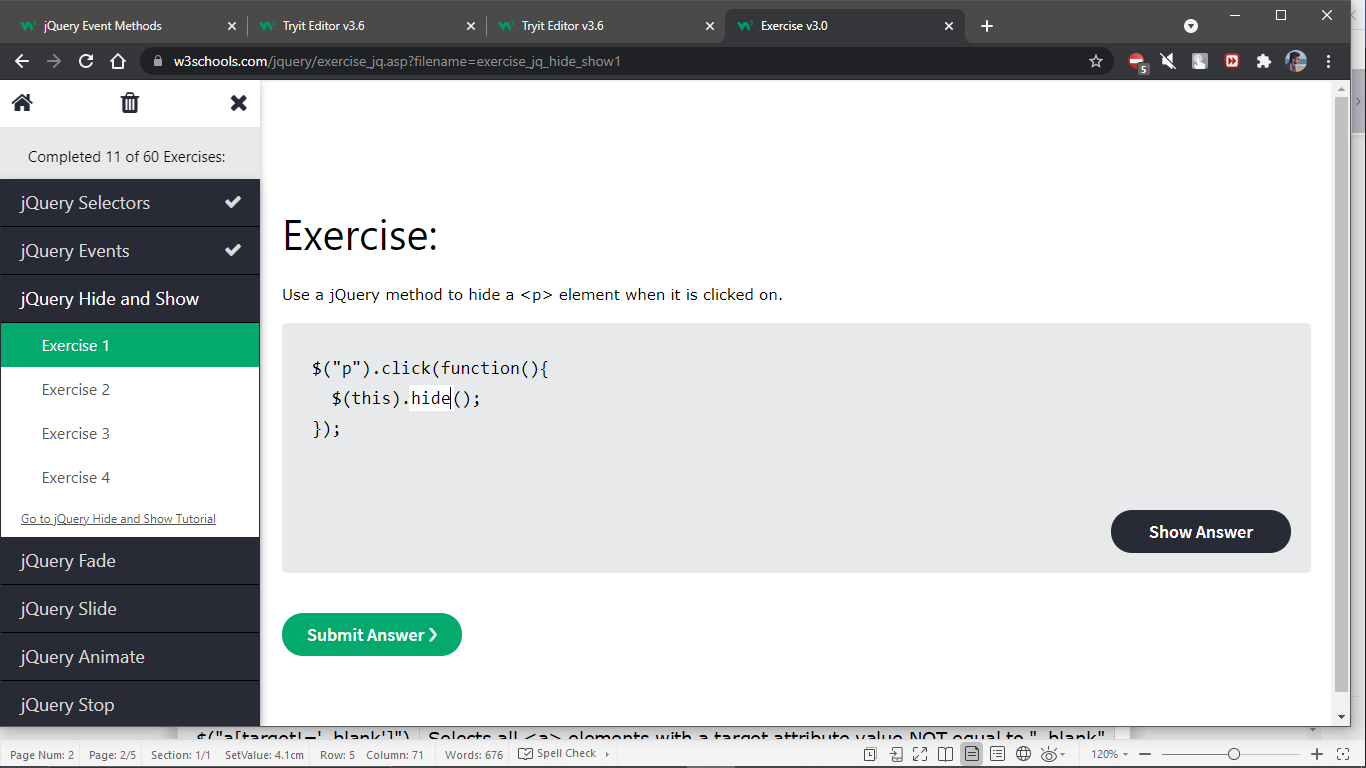 jQuery Event Methods
Tryit Editor v3.6
Tryit Editor v3.6
Exercise v3.0
w3schools.com/jquery/exercise_jq.asp?filename=exercise_jq_hide_show1
5
Completed 11 of 60 Exercises:
jQuery Selectors
jQuery Events
jQuery Hide and Show
Exercise 1
Exercise 2
Exercise 3
Exercise 4
Go to jQuery Hide and Show Tutorial
jQuery Fade
jQuery Slide
jQuery Animate
jQuery Stop
Exercise:
Use a jQuery method to hide a <p> element when it is clicked on.
$("p").click(function(){
$(this).hide();
});
Show Answer
Submit Answer ❯
$("a[target!='_blank']") Selects all <a> elements with a target attribute value NOT equal to "_blank"
Page Num: 2 Page: 2/5 Section: 1/1 SetValue: 4.1cm Row: 5 Column: 71 Words: 676 Spell Check 120%